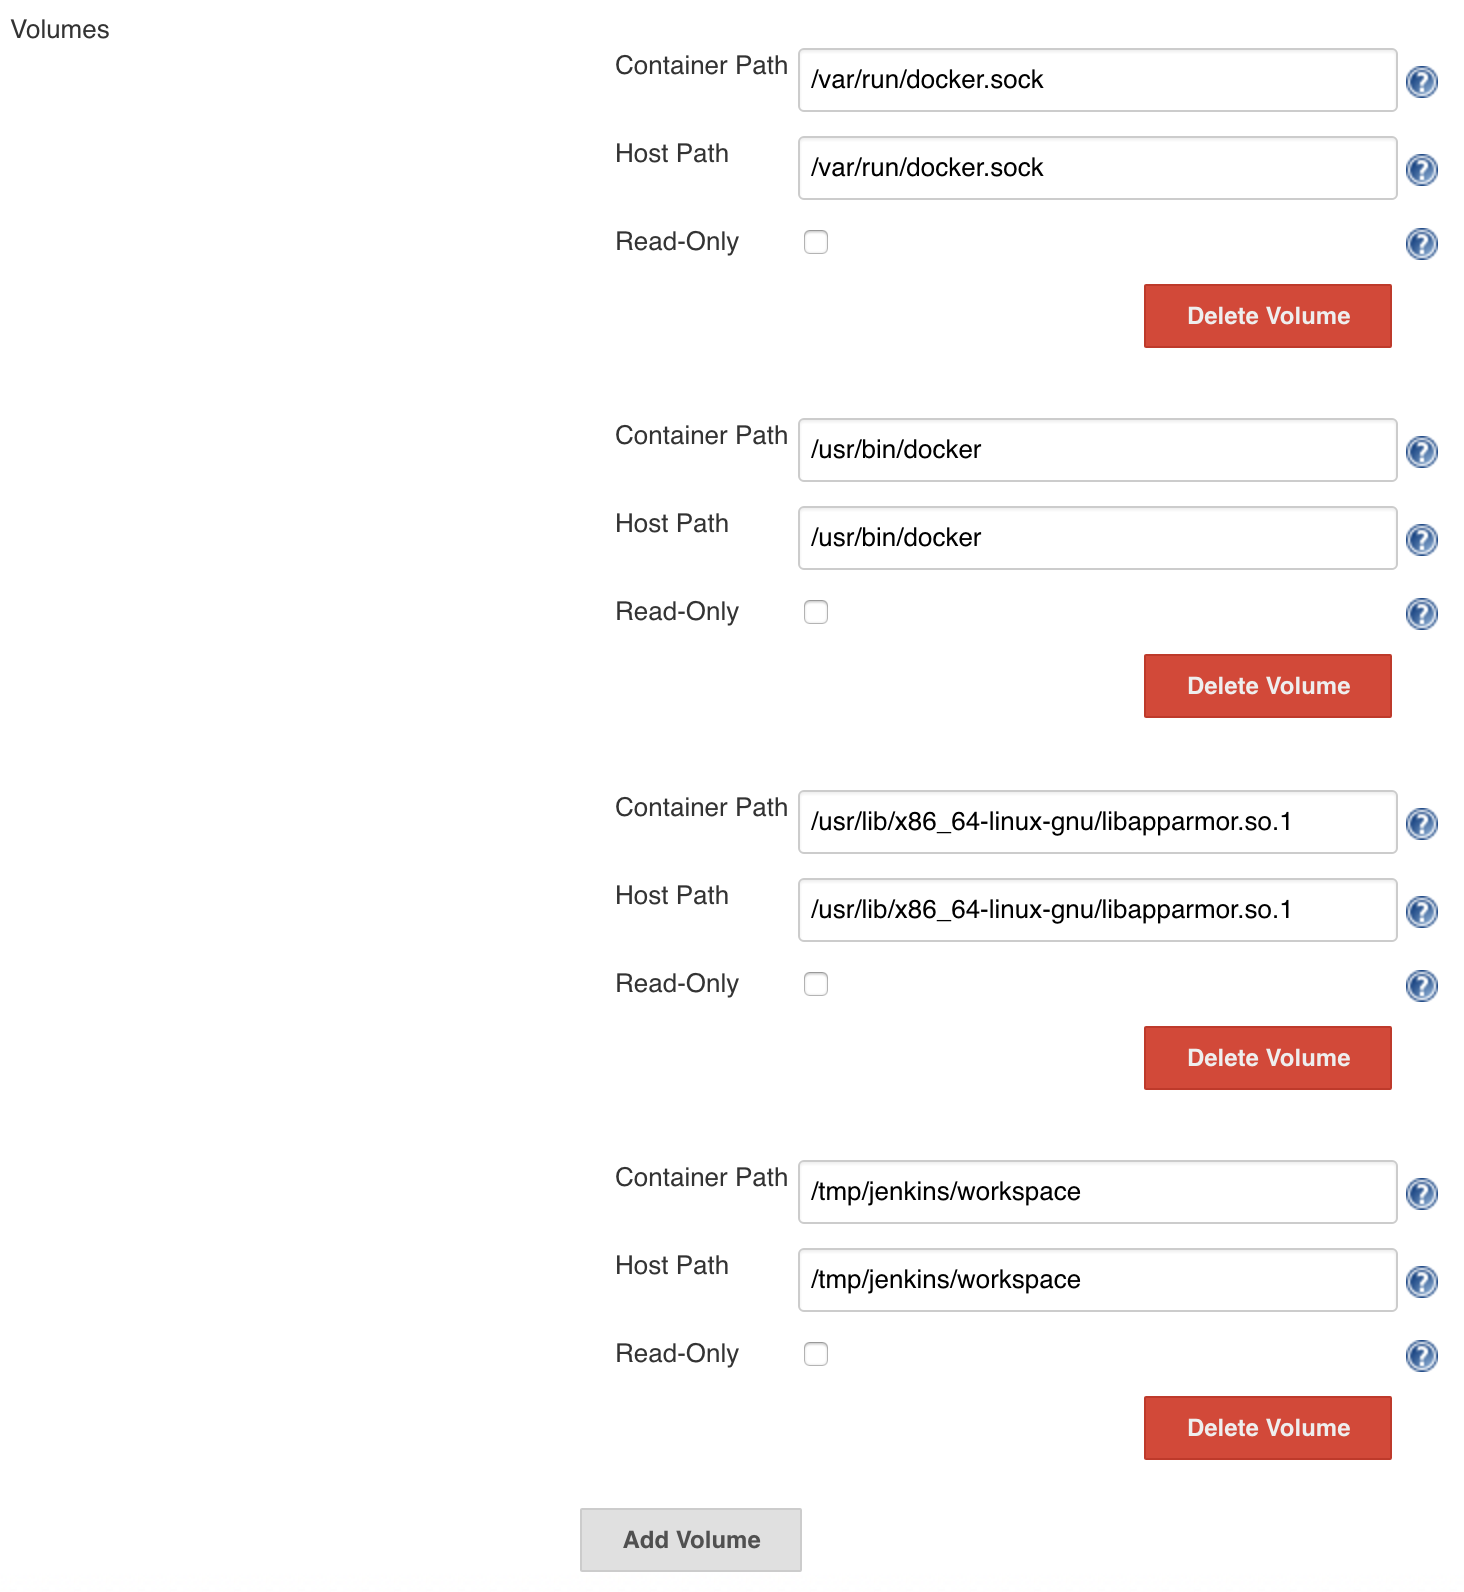 Volumes
Container Path /var/run/docker.sock
Host Path /var/run/docker.sock
Read-Only
Delete Volume
Container Path /usr/bin/docker
Host Path /usr/bin/docker
Read-Only
Delete Volume
Container Path /usr/lib/x86_64-linux-gnu/libapparmor.so.1
Host Path /usr/lib/x86_64-linux-gnu/libapparmor.so.1
Read-Only
Delete Volume
Container Path /tmp/jenkins/workspace
Host Path /tmp/jenkins/workspace
Read-Only
Delete Volume
Add Volume